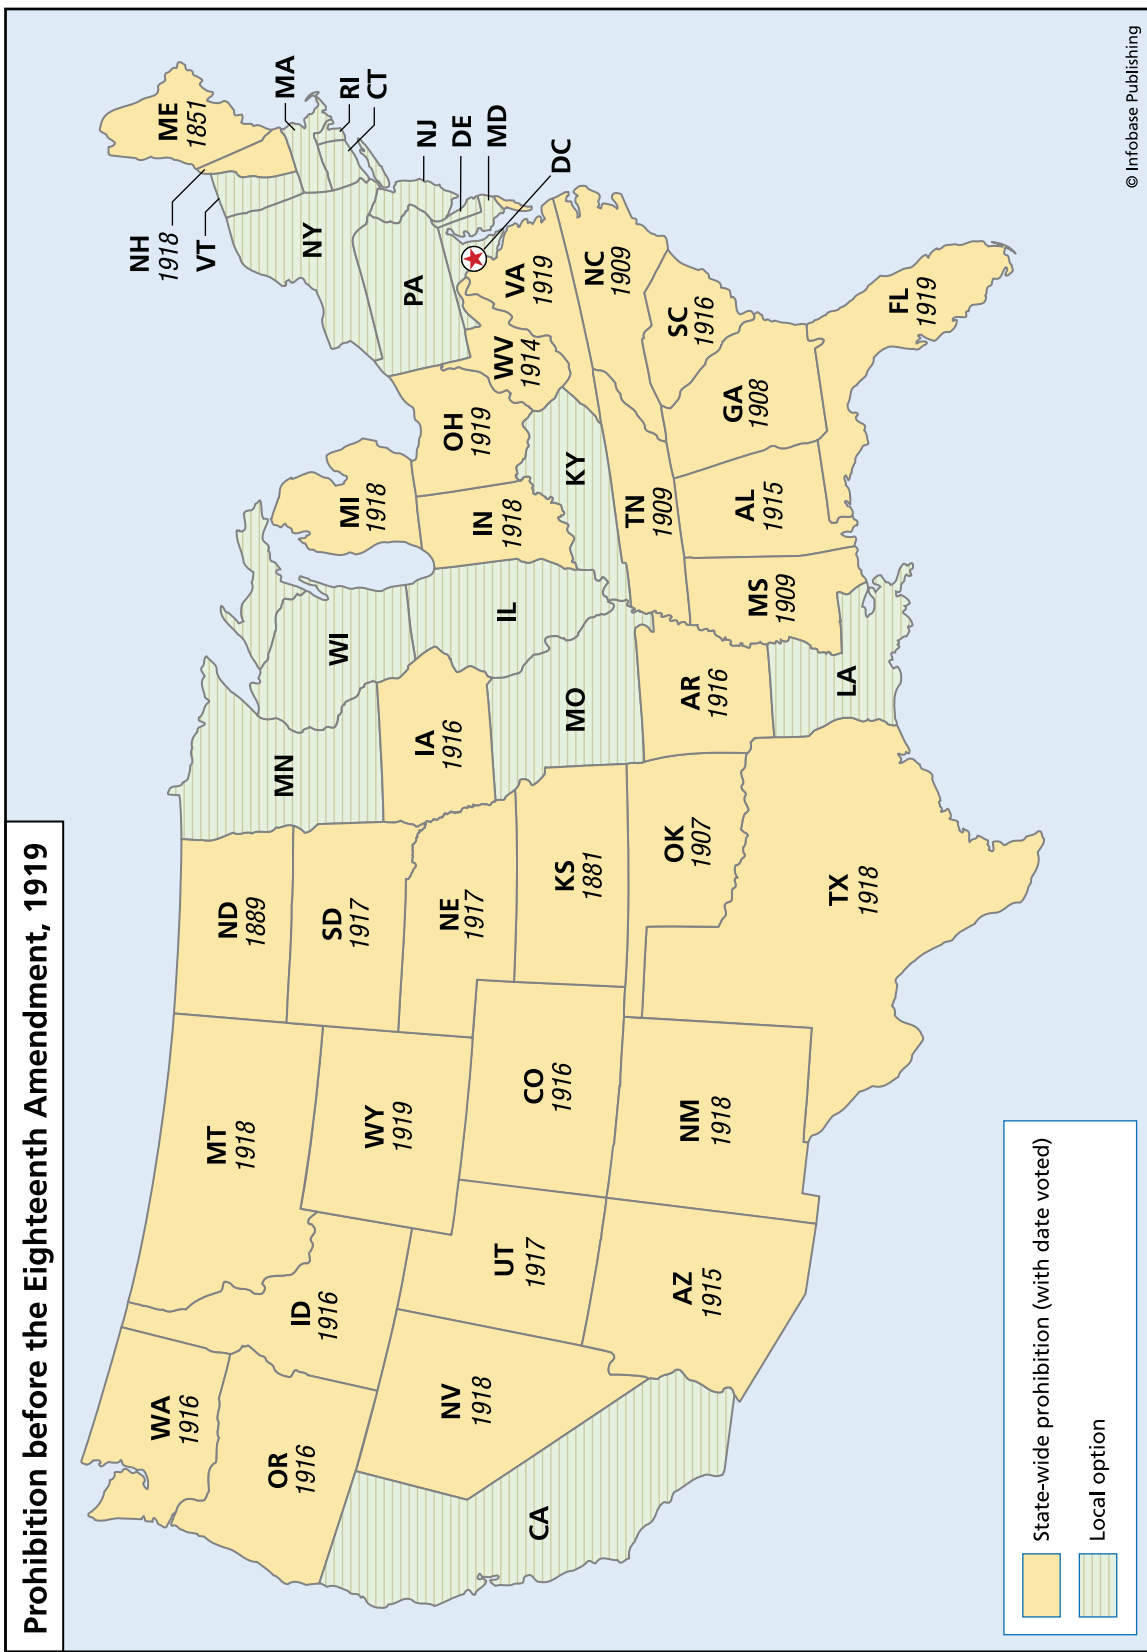 Prohibition before the Eighteenth Amendment, 1919
WA
1916
OR
1916
CA
NV
1918
ID
1916
MT
1918
WY
1919
UT
1917
AZ
1915
CO
1916
NM
1918
ND
1889
SD
1917
NE
1917
KS
1881
OK
1907
TX
1918
MN
IA
1916
MO
AR
1916
LA
WI
IL
MS
1909
MI
1918
IN
1918
KY
TN
1909
AL
1915
OH
1919
GA
1908
WV
1914
VA
1919
NC
1909
SC
1916
FL
1919
PA
NY
NH
1918
VT
ME
1851
MA
RI
CT
NJ
DE
MD
DC
State-wide prohibition (with date voted)
Local option
© Infobase Publishing